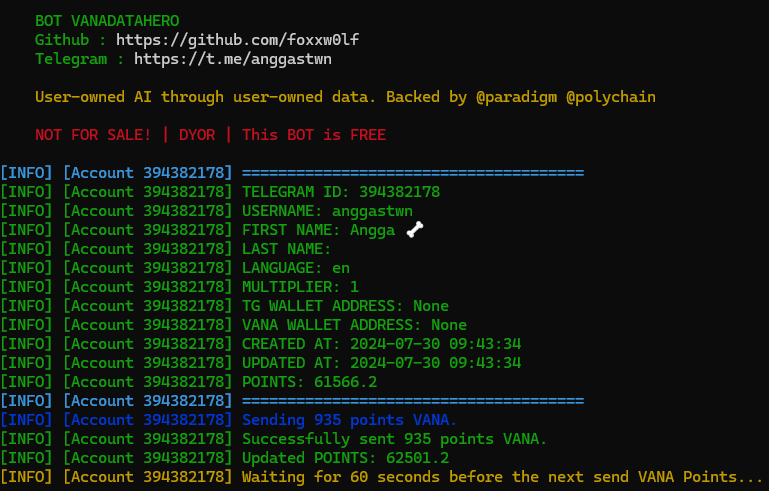 BOT VANADATAHERO
Github : https://github.com/foxxw0lf
Telegram : https://t.me/anggastwn
User-owned AI through user-owned data. Backed by @paradigm @polychain
NOT FOR SALE! | DYOR | This BOT is FREE
[INFO] [Account 394382178] ======================================
[INFO] [Account 394382178] TELEGRAM ID: 394382178
[INFO] [Account 394382178] USERNAME: anggastwn
[INFO] [Account 394382178] FIRST NAME: Angga 🦴
[INFO] [Account 394382178] LAST NAME:
[INFO] [Account 394382178] LANGUAGE: en
[INFO] [Account 394382178] MULTIPLIER: 1
[INFO] [Account 394382178] TG WALLET ADDRESS: None
[INFO] [Account 394382178] VANA WALLET ADDRESS: None
[INFO] [Account 394382178] CREATED AT: 2024-07-30 09:43:34
[INFO] [Account 394382178] UPDATED AT: 2024-07-30 09:43:34
[INFO] [Account 394382178] POINTS: 61566.2
[INFO] [Account 394382178] ======================================
[INFO] [Account 394382178] Sending 935 points VANA.
[INFO] [Account 394382178] Successfully sent 935 points VANA.
[INFO] [Account 394382178] Updated POINTS: 62501.2
[INFO] [Account 394382178] Waiting for 60 seconds before the next send VANA Points...